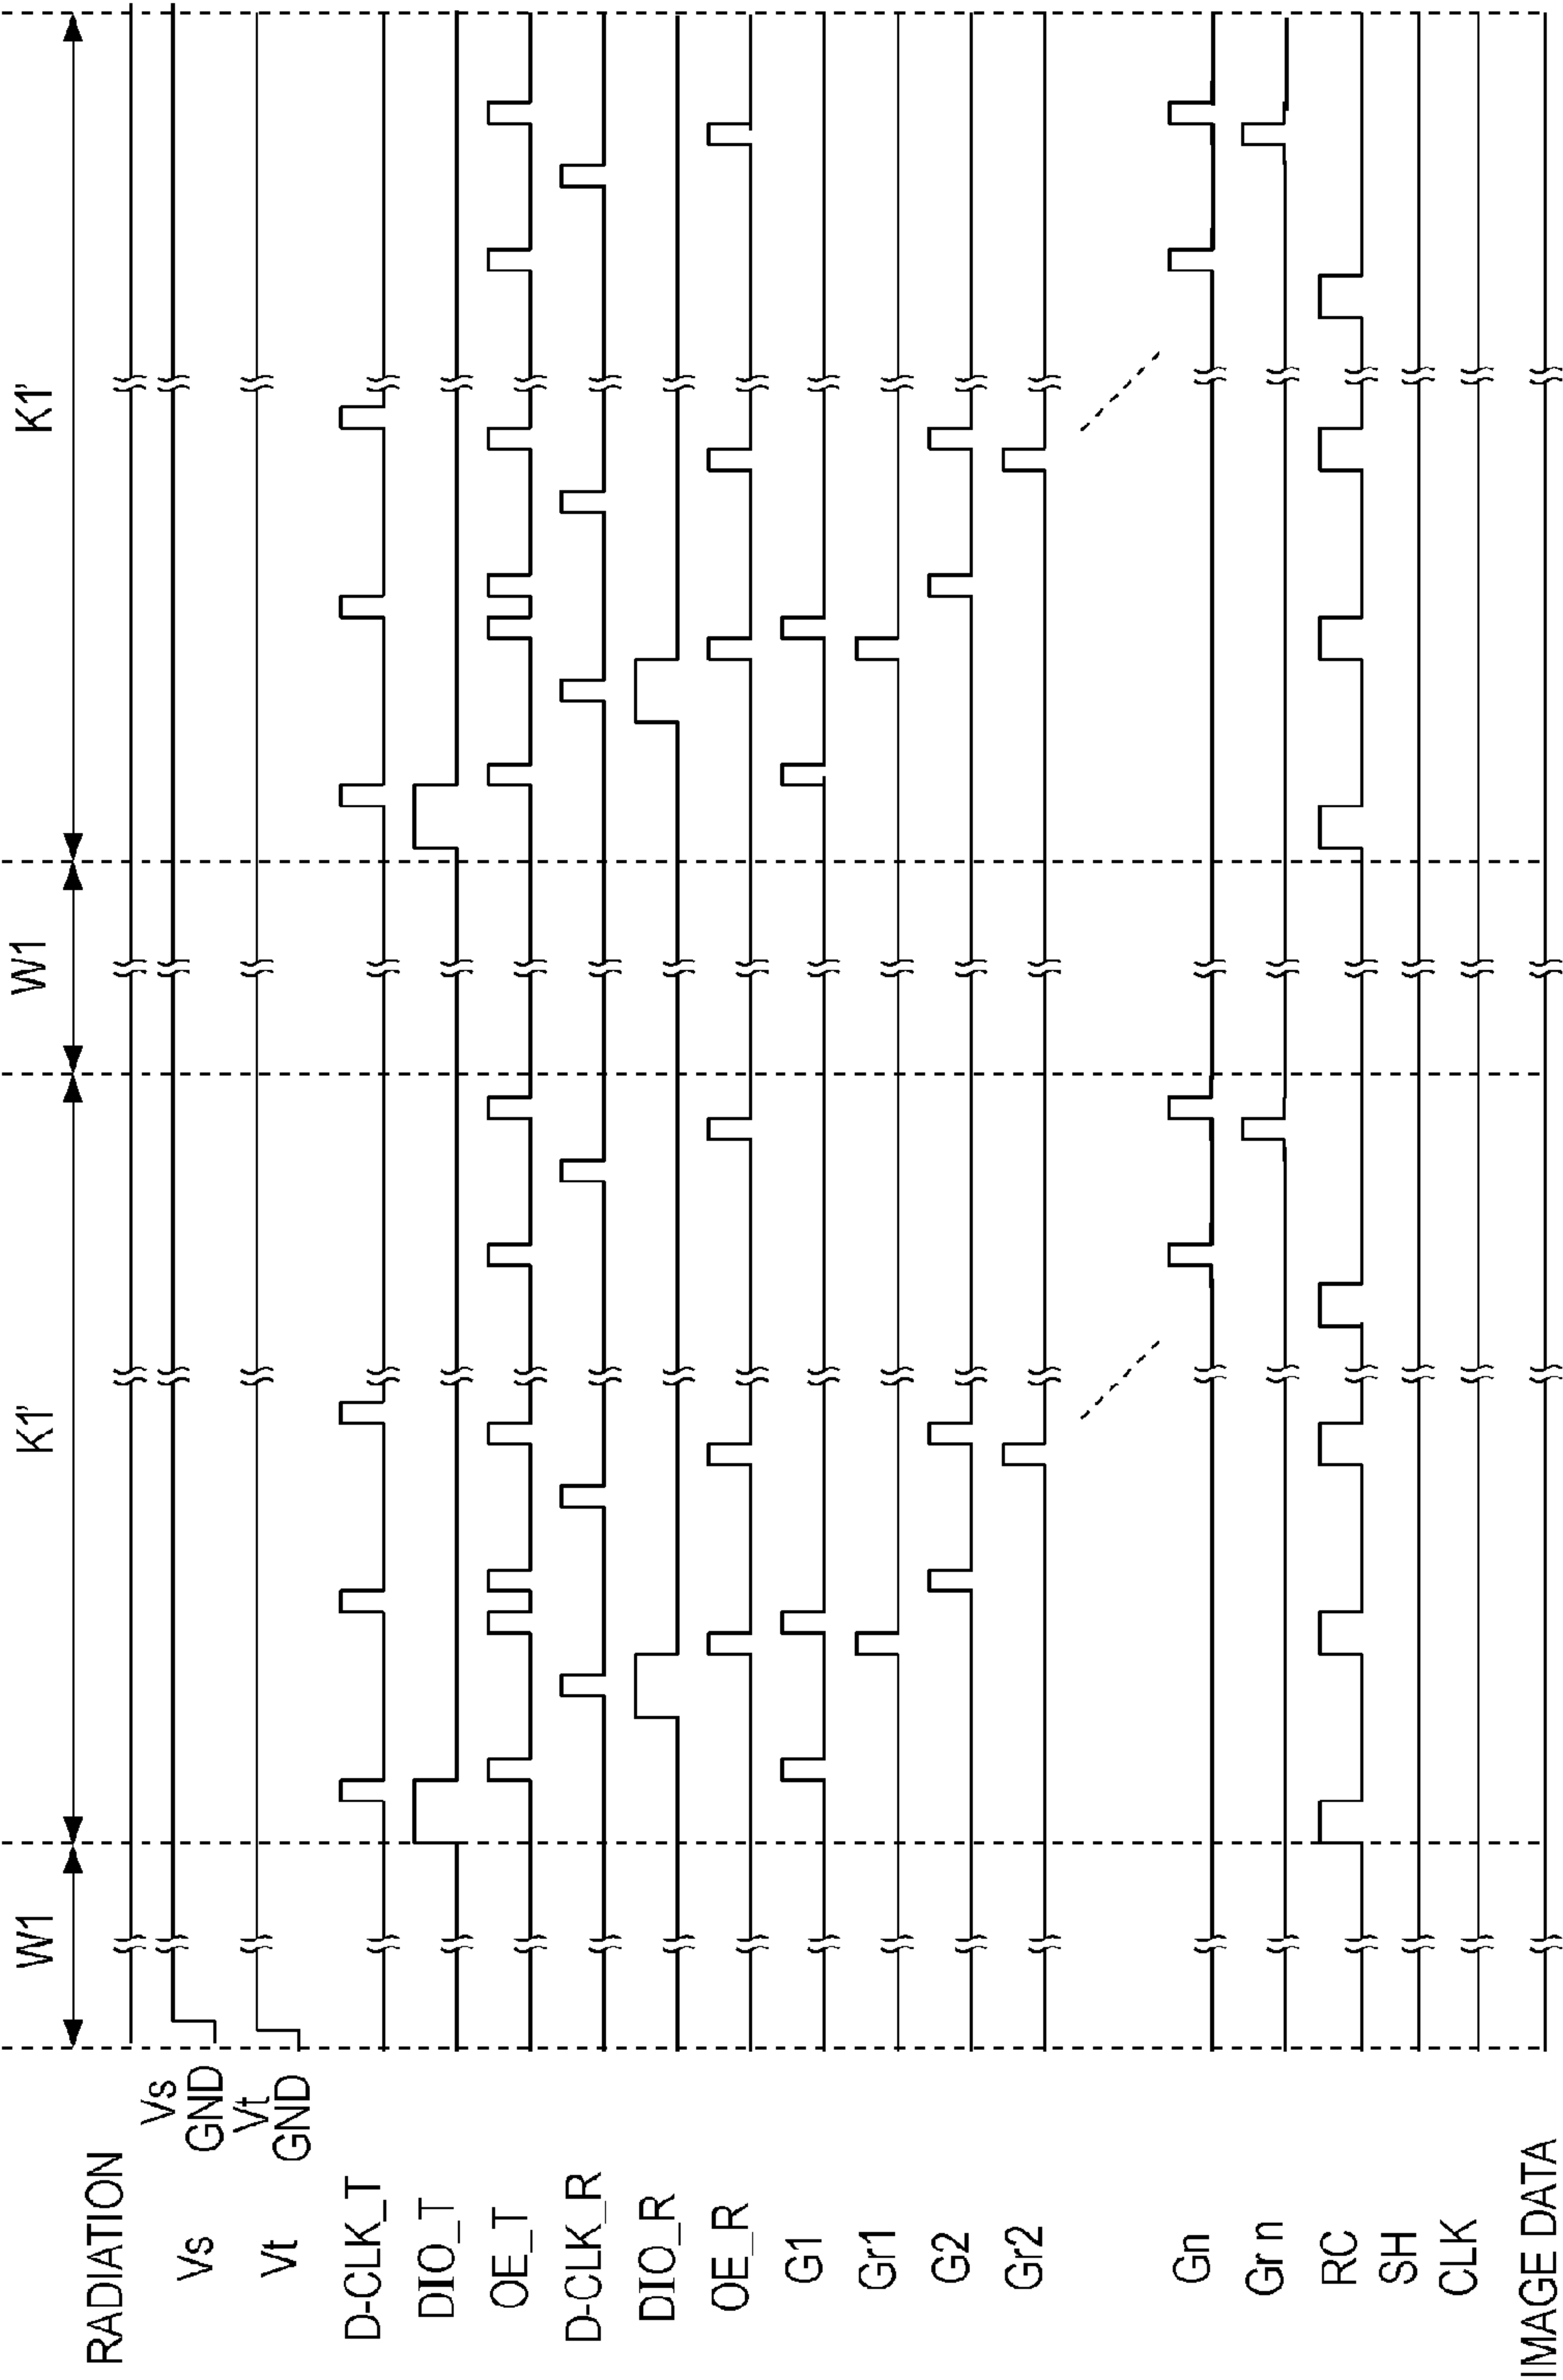 W1
K1'
W1
K1'
RADIATION
Vs
Vs
GND
Vt
Vt
GND
D-CLK_T
DIO_T
OE_T
D-CLK_R
DIO_R
OE_R
G1
Gr1
G2
Gr2
Gn
Gr n
RC
SH
CLK
IMAGE DATA